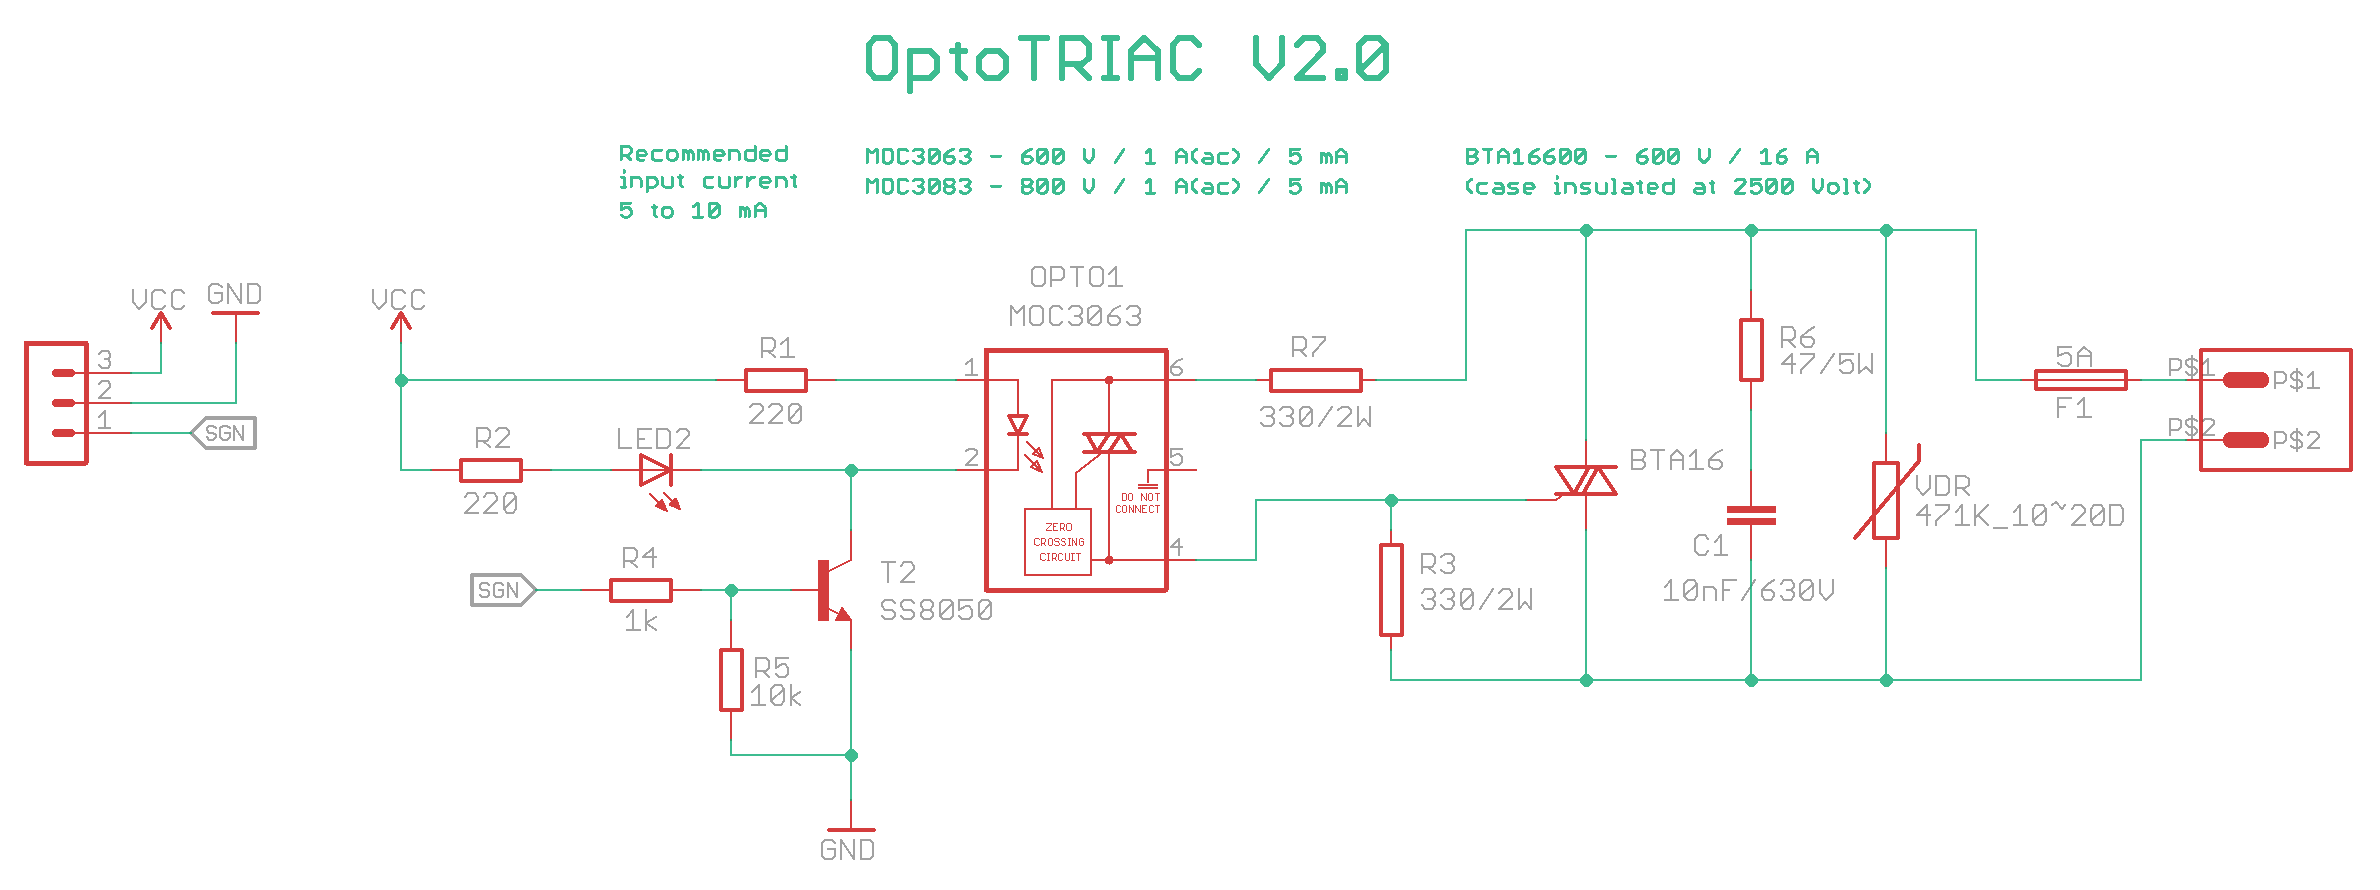 OptoTRIAC V2.0
Recommended
input current
5 to 10 mA
MOC3063 - 600 V / 1 A(ac) / 5 mA
MOC3083 - 800 V / 1 A(ac) / 5 mA
BTA16600 - 600 V / 16 A
(case insulated at 2500 Volt)
VCC
GND
3
2
1
SGN
VCC
R1
220
R2
220
LED2
SGN
R4
1k
R5
10k
T2
SS8050
GND
OPTO1
MOC3063
1
2
6
5
4
DO NOT
CONNECT
ZERO
CROSSING
CIRCUIT
R7
330/2W
R3
330/2W
BTA16
R6
47/5W
C1
10nF/630V
VDR
471K_10~20D
5A
F1
P$1
P$1
P$2
P$2